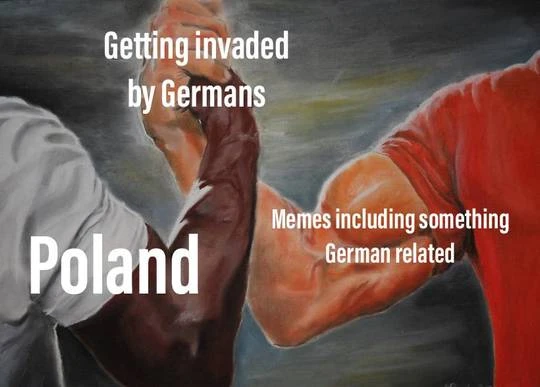 Getting invaded
by Germans
Memes including something
German related
Poland